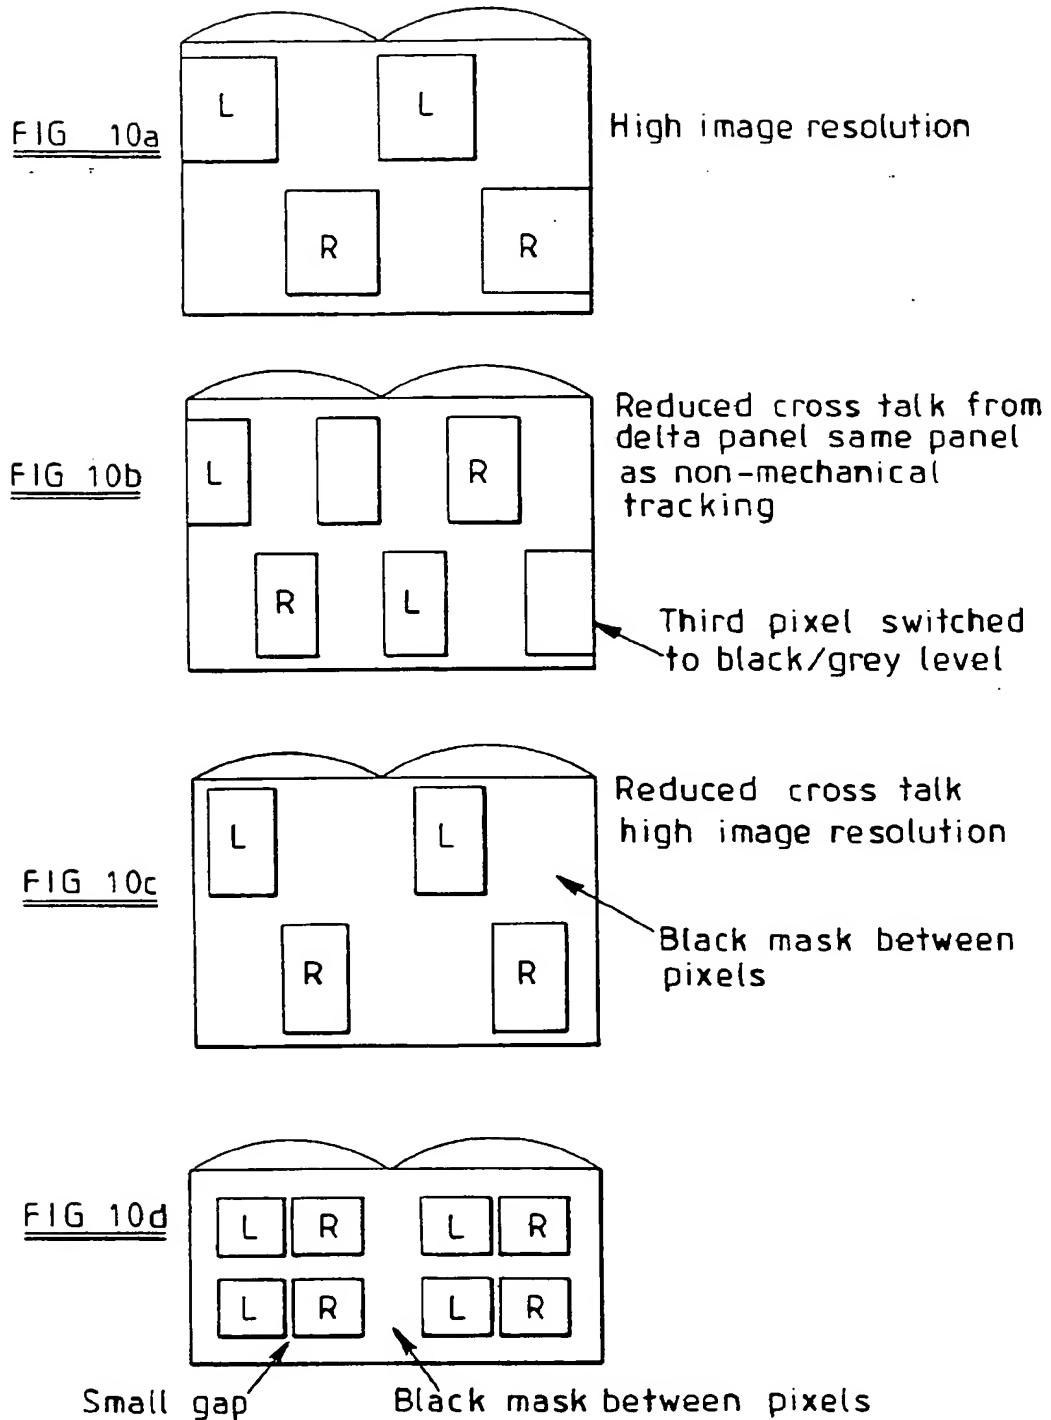 FIG 10a
L L
High image resolution
R R
FIG 10b
L R
Reduced cross talk from
delta panel same panel
as non-mechanical
tracking
R L
Third pixel switched
to black/grey level
FIG 10c
L L
Reduced cross talk
high image resolution
R R
Black mask between
pixels
FIG 10d
L R L R
L R L R
Small gap
Black mask between pixels